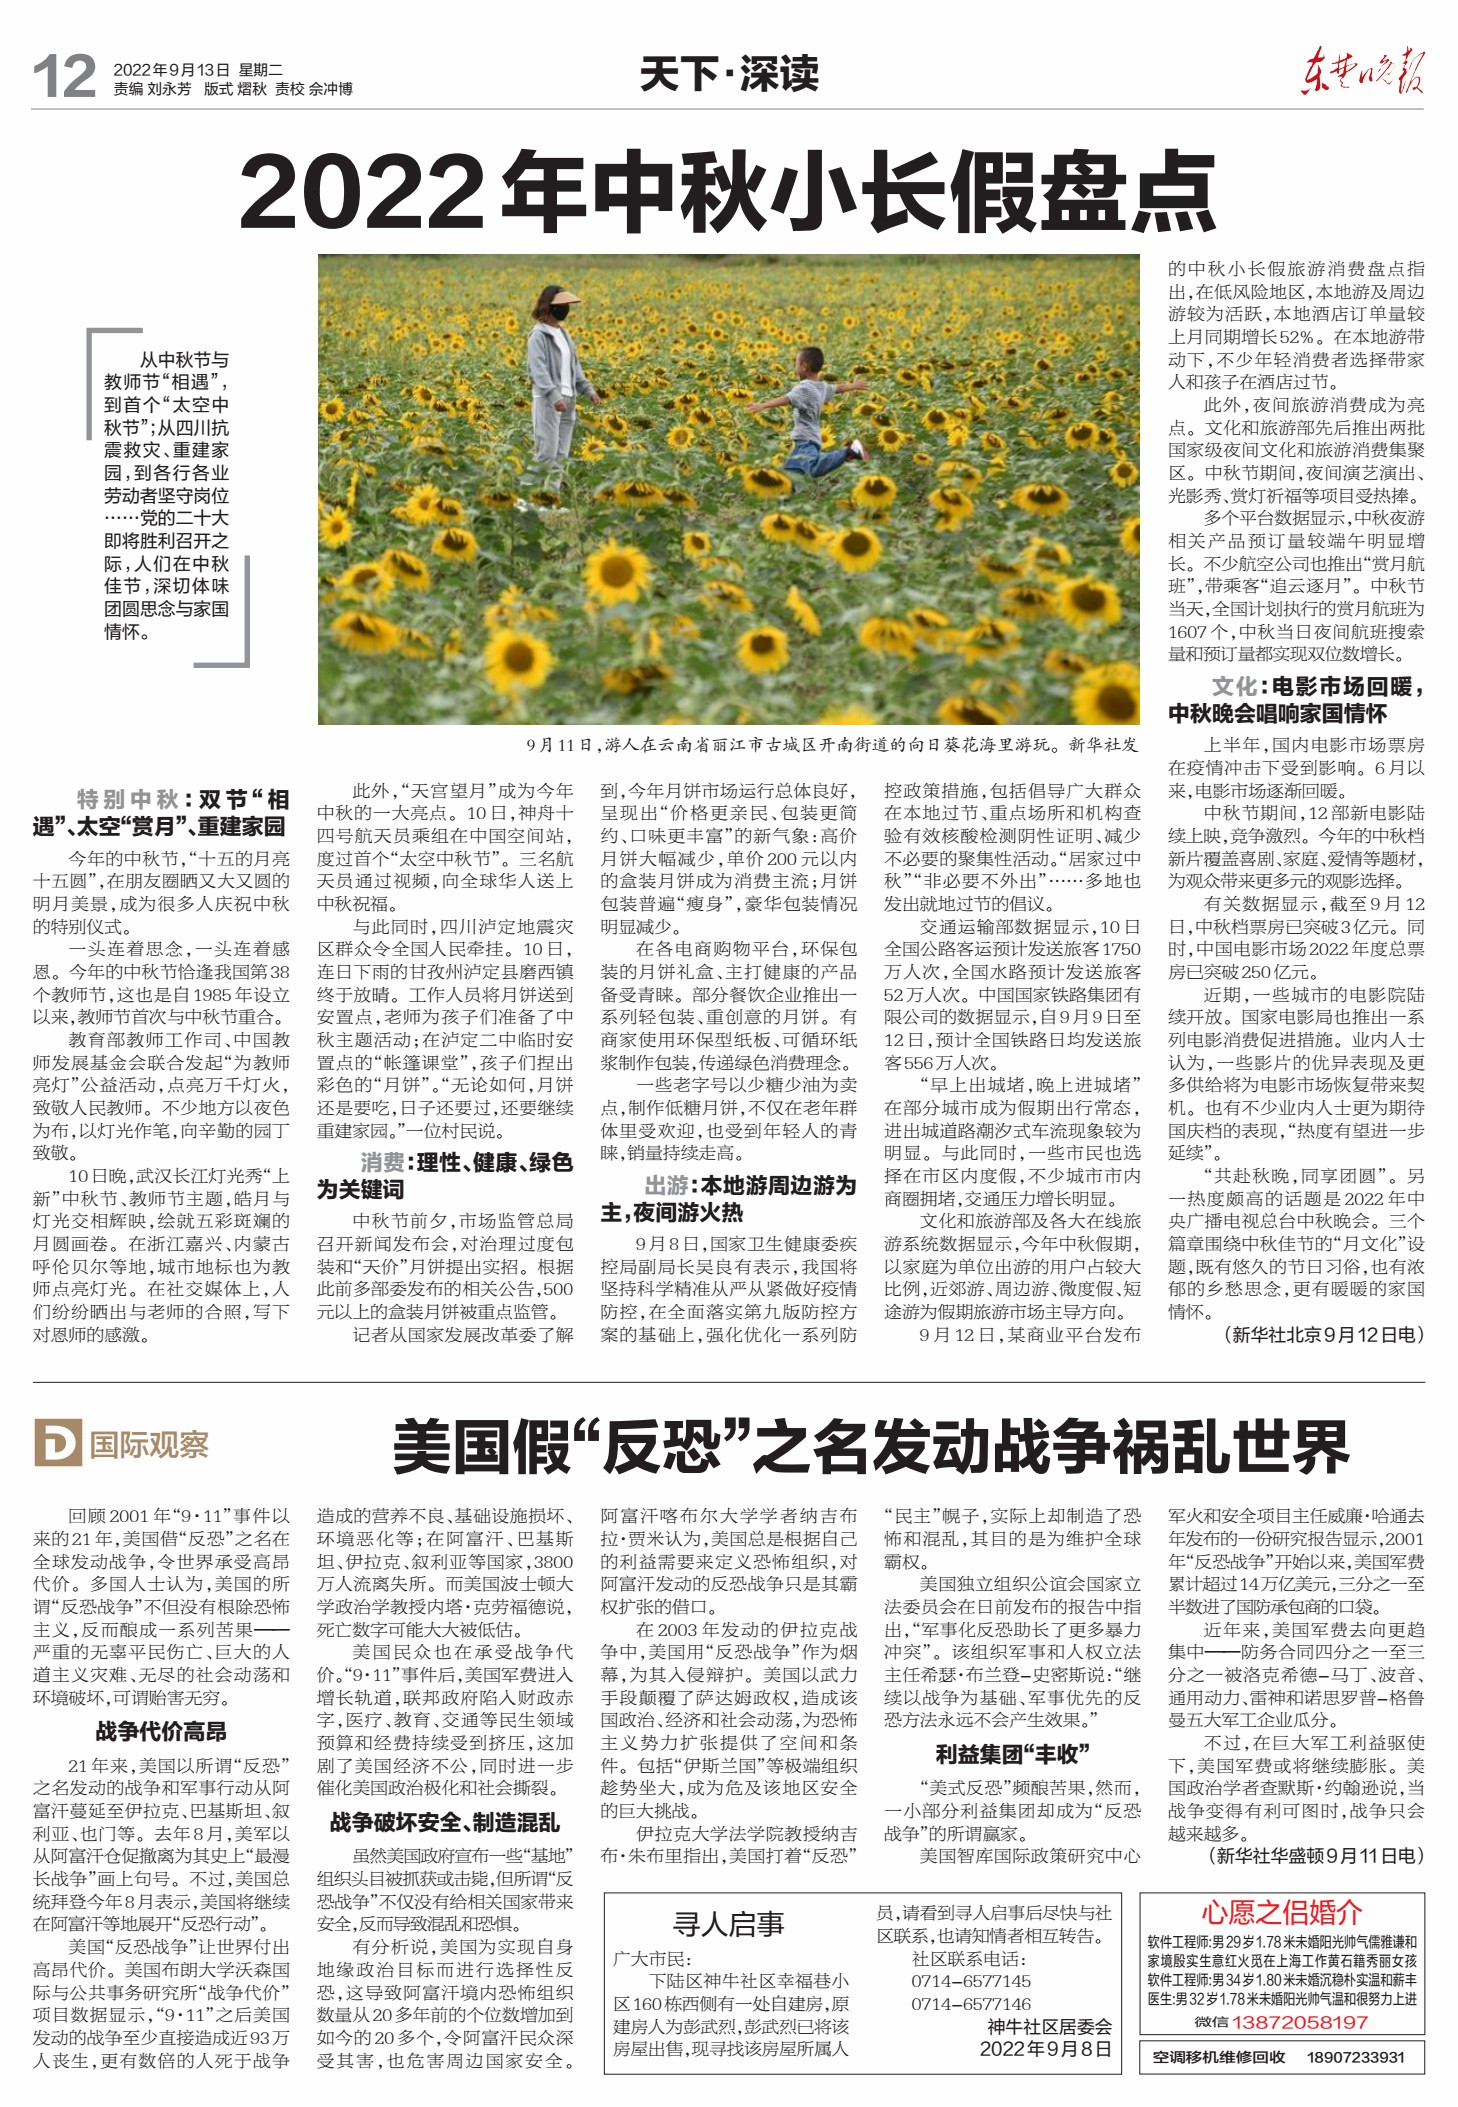 12
2022年9月13日 星期二
责编 刘永芳 版式 熠秋 责校 余冲博
天下·深读
东楚晚报
2022年中秋小长假盘点
从中秋节与
教师节“相遇”，
到首个“太空中
秋节”；从四川抗
震救灾、重建家
园，到各行各业
劳动者坚守岗位
……党的二十大
即将胜利召开之
际，人们在中秋
佳节，深切体味
团圆思念与家国
情怀。
9月11日，游人在云南省丽江市古城区开南街道的向日葵花海里游玩。新华社发
特别中秋：双节“相
遇”、太空“赏月”、重建家园
今年的中秋节，“十五的月亮
十五圆”，在朋友圈晒又大又圆的
明月美景，成为很多人庆祝中秋
的特别仪式。
一头连着思念，一头连着感
恩。今年的中秋节恰逢我国第38
个教师节，这也是自1985年设立
以来，教师节首次与中秋节重合。
教育部教师工作司、中国教
师发展基金会联合发起“为教师
亮灯”公益活动，点亮万千灯火，
致敬人民教师。不少地方以夜色
为布，以灯光作笔，向辛勤的园丁
致敬。
10日晚，武汉长江灯光秀“上
新”中秋节、教师节主题，皓月与
灯光交相辉映，绘就五彩斑斓的
月圆画卷。在浙江嘉兴、内蒙古
呼伦贝尔等地，城市地标也为教
师点亮灯光。在社交媒体上，人
们纷纷晒出与老师的合照，写下
对恩师的感激。
此外，“天宫望月”成为今年
中秋的一大亮点。10日，神舟十
四号航天员乘组在中国空间站，
度过首个“太空中秋节”。三名航
天员通过视频，向全球华人送上
中秋祝福。
与此同时，四川泸定地震灾
区群众令全国人民牵挂。10日，
连日下雨的甘孜州泸定县磨西镇
终于放晴。工作人员将月饼送到
安置点，老师为孩子们准备了中
秋主题活动；在泸定二中临时安
置点的“帐篷课堂”，孩子们捏出
彩色的“月饼”。“无论如何，月饼
还是要吃，日子还要过，还要继续
重建家园。”一位村民说。
消费：理性、健康、绿色
为关键词
中秋节前夕，市场监管总局
召开新闻发布会，对治理过度包
装和“天价”月饼提出实招。根据
此前多部委发布的相关公告，500
元以上的盒装月饼被重点监管。
记者从国家发展改革委了解
到，今年月饼市场运行总体良好，
呈现出“价格更亲民、包装更简
约、口味更丰富”的新气象：高价
月饼大幅减少，单价200元以内
的盒装月饼成为消费主流；月饼
包装普遍“瘦身”，豪华包装情况
明显减少。
在各电商购物平台，环保包
装的月饼礼盒、主打健康的产品
备受青睐。部分餐饮企业推出一
系列轻包装、重创意的月饼。有
商家使用环保型纸板、可循环纸
浆制作包装，传递绿色消费理念。
一些老字号以少糖少油为卖
点，制作低糖月饼，不仅在老年群
体里受欢迎，也受到年轻人的青
睐，销量持续走高。
出游：本地游周边游为
主，夜间游火热
9月8日，国家卫生健康委疾
控局副局长吴良有表示，我国将
坚持科学精准从严从紧做好疫情
防控，在全面落实第九版防控方
案的基础上，强化优化一系列防
控政策措施，包括倡导广大群众
在本地过节、重点场所和机构查
验有效核酸检测阴性证明、减少
不必要的聚集性活动。“居家过中
秋”“非必要不外出”……多地也
发出就地过节的倡议。
交通运输部数据显示，10日
全国公路客运预计发送旅客1750
万人次，全国水路预计发送旅客
52万人次。中国国家铁路集团有
限公司的数据显示，自9月9日至
12日，预计全国铁路日均发送旅
客556万人次。
“早上出城堵，晚上进城堵”
在部分城市成为假期出行常态，
进出城道路潮汐式车流现象较为
明显。与此同时，一些市民也选
择在市区内度假，不少城市市内
商圈拥堵，交通压力增长明显。
文化和旅游部及各大在线旅
游系统数据显示，今年中秋假期，
以家庭为单位出游的用户占较大
比例，近郊游、周边游、微度假、短
途游为假期旅游市场主导方向。
9月12日，某商业平台发布
的中秋小长假旅游消费盘点指
出，在低风险地区，本地游及周边
游较为活跃，本地酒店订单量较
上月同期增长52%。在本地游带
动下，不少年轻消费者选择带家
人和孩子在酒店过节。
此外，夜间旅游消费成为亮
点。文化和旅游部先后推出两批
国家级夜间文化和旅游消费集聚
区。中秋节期间，夜间演艺演出、
光影秀、赏灯祈福等项目受热捧。
多个平台数据显示，中秋夜游
相关产品预订量较端午明显增
长。不少航空公司也推出“赏月航
班”，带乘客“追云逐月”。中秋节
当天，全国计划执行的赏月航班为
1607个，中秋当日夜间航班搜索
量和预订量都实现双位数增长。
文化：电影市场回暖，
中秋晚会唱响家国情怀
上半年，国内电影市场票房
在疫情冲击下受到影响。6月以
来，电影市场逐渐回暖。
中秋节期间，12部新电影陆
续上映，竞争激烈。今年的中秋档
新片覆盖喜剧、家庭、爱情等题材，
为观众带来更多元的观影选择。
有关数据显示，截至9月12
日，中秋档票房已突破3亿元。同
时，中国电影市场2022年度总票
房已突破250亿元。
近期，一些城市的电影院陆
续开放。国家电影局也推出一系
列电影消费促进措施。业内人士
认为，一些影片的优异表现及更
多供给将为电影市场恢复带来契
机。也有不少业内人士更为期待
国庆档的表现，“热度有望进一步
延续”。
“共赴秋晚，同享团圆”。另
一热度颇高的话题是2022年中
央广播电视总台中秋晚会。三个
篇章围绕中秋佳节的“月文化”设
题，既有悠久的节日习俗，也有浓
郁的乡愁思念，更有暖暖的家国
情怀。
（新华社北京9月12日电）
D 国际观察
美国假“反恐”之名发动战争祸乱世界
回顾2001年“9·11”事件以
来的21年，美国借“反恐”之名在
全球发动战争，令世界承受高昂
代价。多国人士认为，美国的所
谓“反恐战争”不但没有根除恐怖
主义，反而酿成一系列苦果——
严重的无辜平民伤亡、巨大的人
道主义灾难、无尽的社会动荡和
环境破坏，可谓贻害无穷。
战争代价高昂
21年来，美国以所谓“反恐”
之名发动的战争和军事行动从阿
富汗蔓延至伊拉克、巴基斯坦、叙
利亚、也门等。去年8月，美军以
从阿富汗仓促撤离为其史上“最漫
长战争”画上句号。不过，美国总
统拜登今年8月表示，美国将继续
在阿富汗等地展开“反恐行动”。
美国“反恐战争”让世界付出
高昂代价。美国布朗大学沃森国
际与公共事务研究所“战争代价”
项目数据显示，“9·11”之后美国
发动的战争至少直接造成近93万
人丧生，更有数倍的人死于战争
造成的营养不良、基础设施损坏、
环境恶化等；在阿富汗、巴基斯
坦、伊拉克、叙利亚等国家，3800
万人流离失所。而美国波士顿大
学政治学教授内塔·克劳福德说，
死亡数字可能大大被低估。
美国民众也在承受战争代
价。“9·11”事件后，美国军费进入
增长轨道，联邦政府陷入财政赤
字，医疗、教育、交通等民生领域
预算和经费持续受到挤压，这加
剧了美国经济不公，同时进一步
催化美国政治极化和社会撕裂。
战争破坏安全、制造混乱
虽然美国政府宣布一些“基地”
组织头目被抓获或击毙，但所谓“反
恐战争”不仅没有给相关国家带来
安全，反而导致混乱和恐惧。
有分析说，美国为实现自身
地缘政治目标而进行选择性反
恐，这导致阿富汗境内恐怖组织
数量从20多年前的个位数增加到
如今的20多个，令阿富汗民众深
受其害，也危害周边国家安全。
阿富汗喀布尔大学学者纳吉布
拉·贾米认为，美国总是根据自己
的利益需要来定义恐怖组织，对
阿富汗发动的反恐战争只是其霸
权扩张的借口。
在2003年发动的伊拉克战
争中，美国用“反恐战争”作为烟
幕，为其入侵辩护。美国以武力
手段颠覆了萨达姆政权，造成该
国政治、经济和社会动荡，为恐怖
主义势力扩张提供了空间和条
件。包括“伊斯兰国”等极端组织
趁势坐大，成为危及该地区安全
的巨大挑战。
伊拉克大学法学院教授纳吉
布·朱布里指出，美国打着“反恐”
“民主”幌子，实际上却制造了恐
怖和混乱，其目的是为维护全球
霸权。
美国独立组织公谊会国家立
法委员会在日前发布的报告中指
出，“军事化反恐助长了更多暴力
冲突”。该组织军事和人权立法
主任希瑟·布兰登－史密斯说：“继
续以战争为基础、军事优先的反
恐方法永远不会产生效果。”
利益集团“丰收”
“美式反恐”频酿苦果，然而，
一小部分利益集团却成为“反恐
战争”的所谓赢家。
美国智库国际政策研究中心
军火和安全项目主任威廉·哈通去
年发布的一份研究报告显示，2001
年“反恐战争”开始以来，美国军费
累计超过14万亿美元，三分之一至
半数进了国防承包商的口袋。
近年来，美国军费去向更趋
集中——防务合同四分之一至三
分之一被洛克希德－马丁、波音、
通用动力、雷神和诺思罗普－格鲁
曼五大军工企业瓜分。
不过，在巨大军工利益驱使
下，美国军费或将继续膨胀。美
国政治学者查默斯·约翰逊说，当
战争变得有利可图时，战争只会
越来越多。
（新华社华盛顿9月11日电）
寻人启事
广大市民：
下陆区神牛社区幸福巷小
区160栋西侧有一处自建房，原
建房人为彭武烈，彭武烈已将该
房屋出售，现寻找该房屋所属人
员，请看到寻人启事后尽快与社
区联系，也请知情者相互转告。
社区联系电话：
0714－6577145
0714－6577146
神牛社区居委会
2022年9月8日
心愿之侣婚介
软件工程师：男29岁1.78米未婚阳光帅气儒雅谦和
家境殷实生意红火觅在上海工作黄石籍秀丽女孩
软件工程师：男34岁1.80米未婚沉稳朴实温和薪丰
医生：男32岁1.78米未婚阳光帅气温和很努力上进
微信13872058197
空调移机维修回收 18907233931